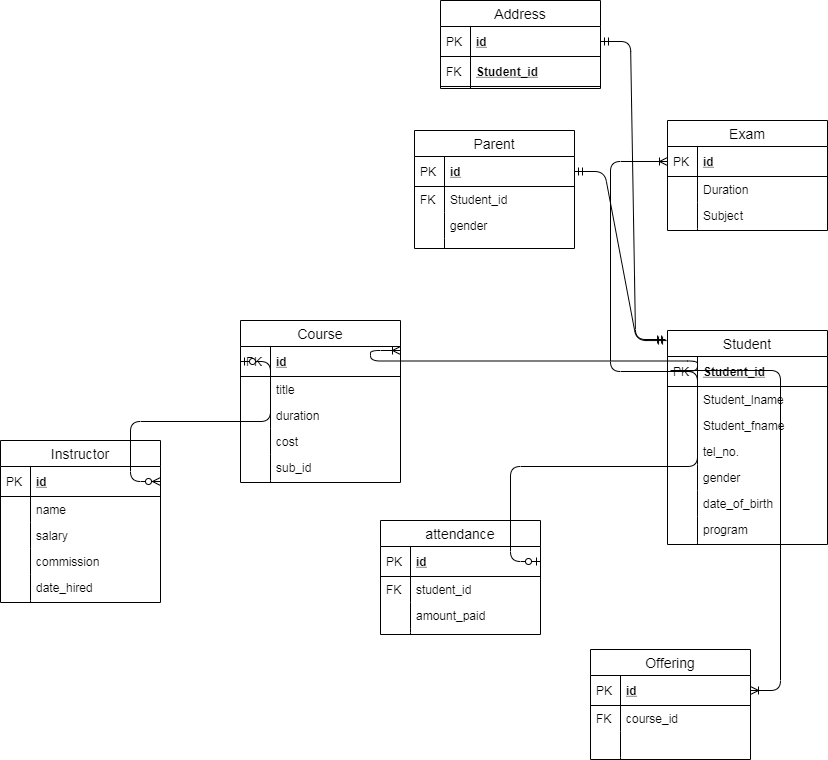 Address
PK id
FK Student_id
Parent
PK id
FK Student_id
gender
Exam
PK id
Duration
Subject
Course
PK id
title
duration
cost
sub_id
Student
PK Student_id
Student_lname
Student_fname
tel_no.
gender
date_of_birth
program
Instructor
PK id
name
salary
commission
date_hired
attendance
PK id
FK student_id
amount_paid
Offering
PK id
FK course_id